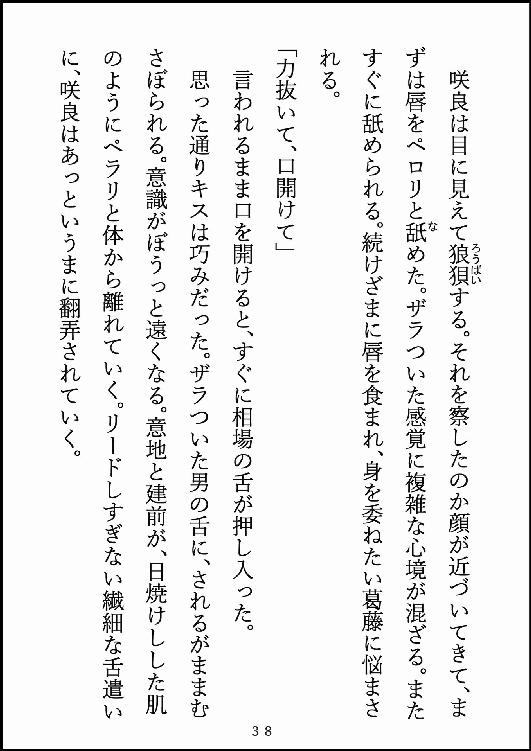 咲良は目に見えて狼狽する。それを察したのか顔が近づいてきて、ま
ろうばい
ずは唇をペロリと舐めた。ザラついた感覚に複雑な心境が混ざる。また
な
すぐに舐められる。続けざまに唇を食まれ、身を委ねたい葛藤に悩まさ
れる。
「力抜いて、口開けて」
言われるまま口を開けると、すぐに相場の舌が押し入った。
思った通りキスは巧みだった。ザラついた男の舌に、されるがままむ
さぼられる。意識がぼうっと遠くなる。意地と建前が、日焼けしした肌
のようにペラリと体から離れていく。リードしすぎない繊細な舌遣い
に、咲良はあっというまに翻弄されていく。
38